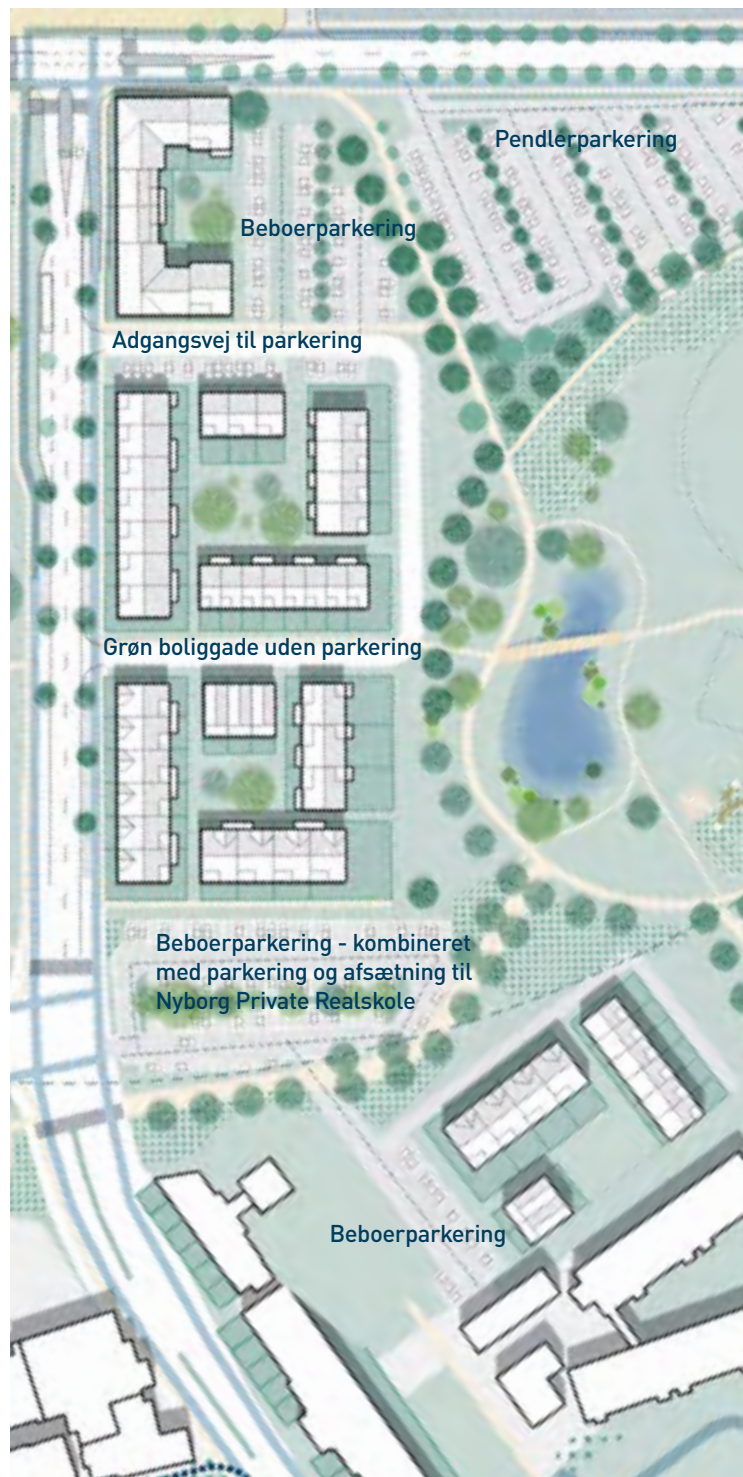 Pendlerparkering
Beboerparkering
Adgangsvej til parkering
Grøn boliggade uden parkering
Beboerparkering - kombineret
med parkering og afsætning til
Nyborg Private Realskole
Beboerparkering